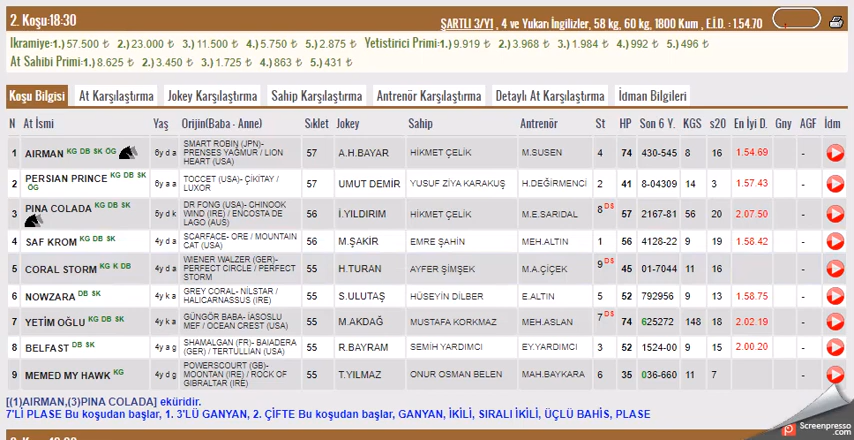 2. Koşu:18:30
ŞARTLI 3/Y1 , 4 ve Yukarı İngilizler, 58 kg, 60 kg, 1800 Kum , E.İ.D. : 1.54.70
Ikramiye:1.) 57.500 ₺ 2.) 23.000 ₺ 3.) 11.500 ₺ 4.) 5.750 ₺ 5.) 2.875 ₺ Yetistirici Primi:1.) 9.919 ₺ 2.) 3.968 ₺ 3.) 1.984 ₺ 4.) 992 ₺ 5.) 496 ₺
At Sahibi Primi:1.) 8.625 ₺ 2.) 3.450 ₺ 3.) 1.725 ₺ 4.) 863 ₺ 5.) 431 ₺
Koşu Bilgisi At Karşılaştırma Jokey Karşılaştırma Sahip Karşılaştırma Antrenör Karşılaştırma Detaylı At Karşılaştırma İdman Bilgileri
N At İsmi Yaş Orijin(Baba - Anne) Sıklet Jokey Sahip Antrenör St HP Son 6 Y. KGS s20 En İyi D. Gny AGF İdm
1 AIRMAN KG DB SK ÖG 6y d a SMART ROBIN (JPN)- PRENSES YAĞMUR / LION HEART (USA) 57 A.H.BAYAR HİKMET ÇELİK M.SUSEN 4 74 430-545 8 16 1.54.69 -
2 PERSIAN PRINCE KG DB SK ÖG 6y a a TOCCET (USA)- ÇİKİTAY / LUXOR 57 UMUT DEMİR YUSUF ZİYA KARAKUŞ H.DEĞİRMENCİ 2 41 8-04309 14 3 1.57.43 -
3 PINA COLADA KG DB SK 5y d k DR FONG (USA)- CHINOOK WIND (IRE) / ENCOSTA DE LAGO (AUS) 56 İ.YILDIRIM HİKMET ÇELİK M.E.SARIDAL 8 DS 57 2167-81 56 20 2.07.50 -
4 SAF KROM KG DB SK 4y d a SCARFACE- ORE / MOUNTAIN CAT (USA) 56 M.ŞAKİR EMRE ŞAHİN MEH.ALTIN 1 56 4128-22 9 19 1.58.42 -
5 CORAL STORM KG K DB 4y d a WIENER WALZER (GER)- PERFECT CIRCLE / PERFECT STORM 55 H.TURAN AYFER ŞİMŞEK M.A.ÇİÇEK 9 DS 45 01-7044 11 16 -
6 NOWZARA DB SK 4y k a GREY CORAL- NİLSTAR / HALICARNASSUS (IRE) 55 S.ULUTAŞ HÜSEYİN DİLBER E.ALTIN 5 52 792956 9 13 1.58.75 -
7 YETİM OĞLU KG DB SK 4y k a GÜNGÖR BABA- İASOSLU MEF / OCEAN CREST (USA) 55 M.AKDAĞ MUSTAFA KORKMAZ MEH.ASLAN 7 DS 74 625272 148 18 2.02.19 -
8 BELFAST DB SK 4y a g SHAMALGAN (FR)- BAIADERA (GER) / TERTULLIAN (USA) 55 R.BAYRAM SEMİH YARDIMCI EY.YARDIMCI 3 52 1524-00 9 15 2.00.20 -
9 MEMED MY HAWK KG 4y d g POWERSCOURT (GB)- MOONTAN (IRE) / ROCK OF GIBRALTAR (IRE) 55 T.YILMAZ ONUR OSMAN BELEN MAH.BAYKARA 6 35 036-660 11 7 -
[(1)AIRMAN,(3)PINA COLADA] eküridir.
7'Lİ PLASE Bu koşudan başlar, 1. 3'LÜ GANYAN, 2. ÇİFTE Bu koşudan başlar, GANYAN, İKİLİ, SIRALI İKİLİ, ÜÇLÜ BAHİS, PLASE
Screenpresso
.com